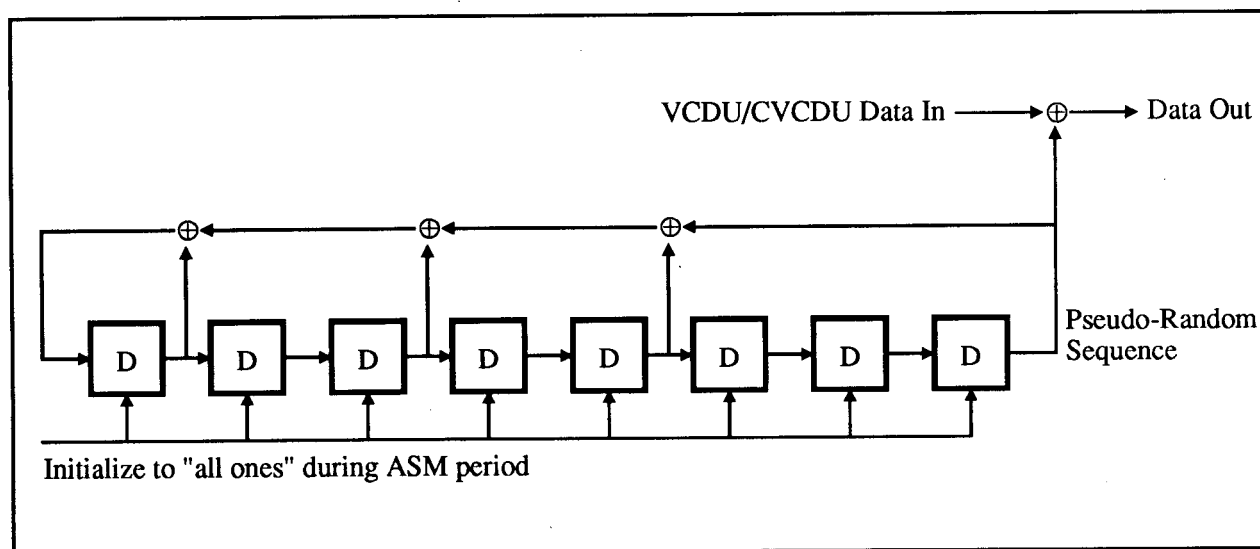 VCDU/CVCDU Data In
Data Out
D D D D D D D D
Pseudo-Random
Sequence
Initialize to "all ones" during ASM period